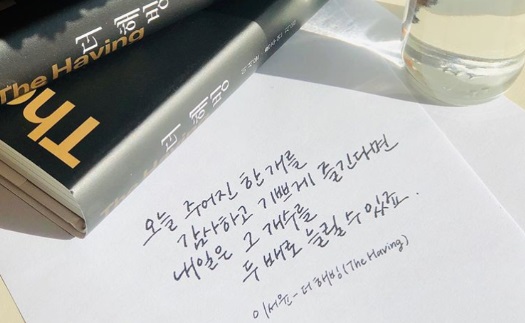 더 해빙
The Having
더 해빙
The
오늘 주어진 한 개를
감사하고 기쁘게 즐긴다면
내일은 그 개수를
두 배로 늘릴 수 있죠.
이서윤-더 해빙(The Having)